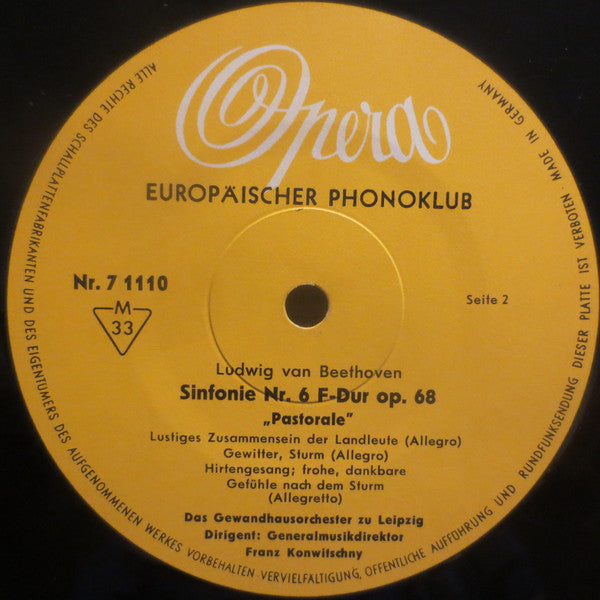 Opera
EUROPÄISCHER PHONOKLUB
Nr. 7 1110
M
33
Seite 2
Ludwig van Beethoven
Sinfonie Nr. 6 F-Dur op. 68
„Pastorale"
Lustiges Zusammensein der Landleute (Allegro)
Gewitter, Sturm (Allegro)
Hirtengesang; frohe, dankbare
Gefühle nach dem Sturm
(Allegretto)
Das Gewandhausorchester zu Leipzig
Dirigent: Generalmusikdirektor
Franz Konwitschny
ALLE RECHTE DES SCHALLPLATTENFABRIKANTEN UND DES EIGENTÜMERS DES AUFGENOMMENEN WERKES VORBEHALTEN VERVIELFÄLTIGUNG, ÖFFENTLICHE AUFFÜHRUNG UND RUNDFUNKSENDUNG DIESER PLATTE IST VERBOTEN · MADE IN GERMANY